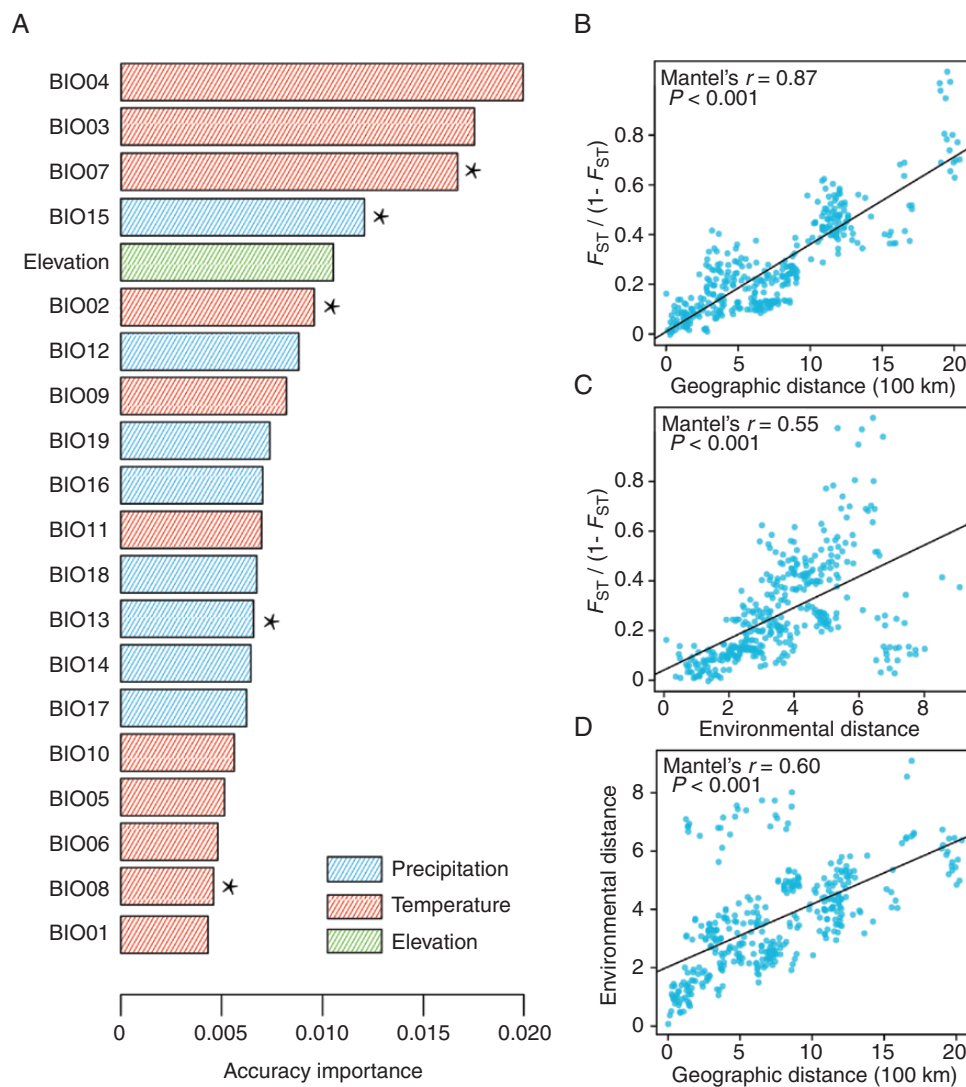 A
BIO04
BIO03
BIO07
BIO15
Elevation
BIO02
BIO12
BIO09
BIO19
BIO16
BIO11
BIO18
BIO13
BIO14
BIO17
BIO10
BIO05
BIO06
BIO08
BIO01
Precipitation
Temperature
Elevation
0 0.005 0.010 0.015 0.020
Accuracy importance
B
Mantel's r = 0.87
P < 0.001
FST / (1- FST)
0.8
0.6
0.4
0.2
0
0 5 10 15 20
Geographic distance (100 km)
C
Mantel's r = 0.55
P < 0.001
FST / (1- FST)
0.8
0.6
0.4
0.2
0
0 2 4 6 8
Environmental distance
D
Mantel's r = 0.60
P < 0.001
Environmental distance
8
6
4
2
0
0 5 10 15 20
Geographic distance (100 km)